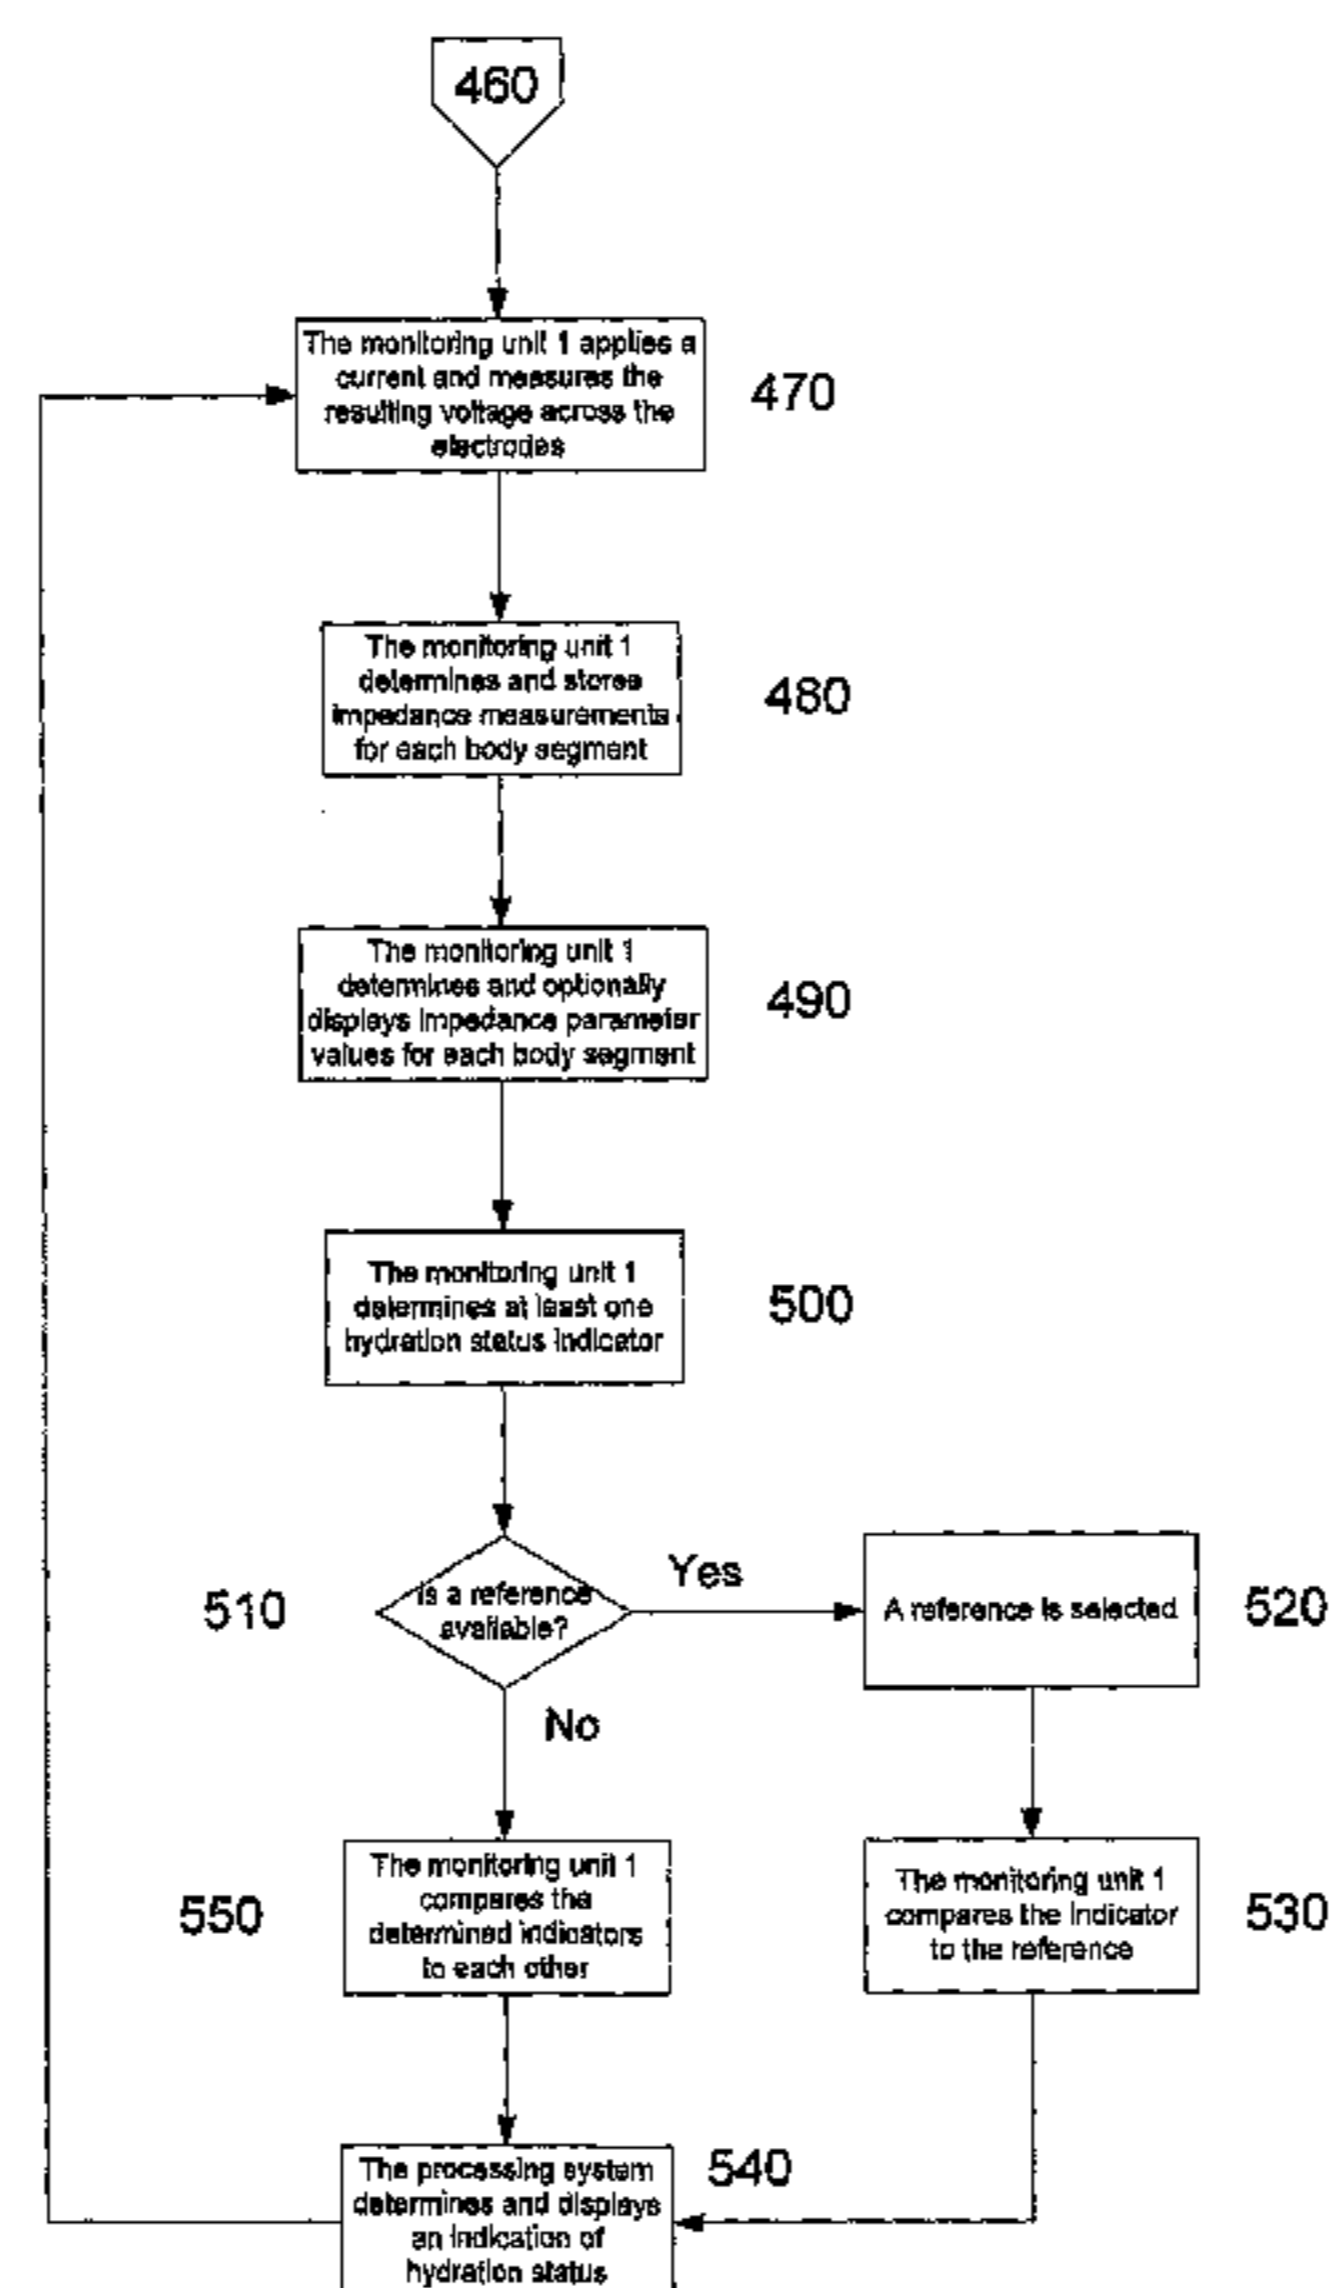 460
The monitoring unit 1 applies a
current and measures the
resulting voltage across the
electrodes
470
The monitoring unit 1
determines and stores
impedance measurements
for each body segment
480
The monitoring unit 1
determines and optionally
displays impedance parameter
values for each body segment
490
The monitoring unit 1
determines at least one
hydration status indicator
500
510
Is a reference
available?
Yes
A reference is selected
520
No
550
The monitoring unit 1
compares the
determined indicators
to each other
The monitoring unit 1
compares the indicator
to the reference
530
The processing system
determines and displays
an indication of
hydration status
540